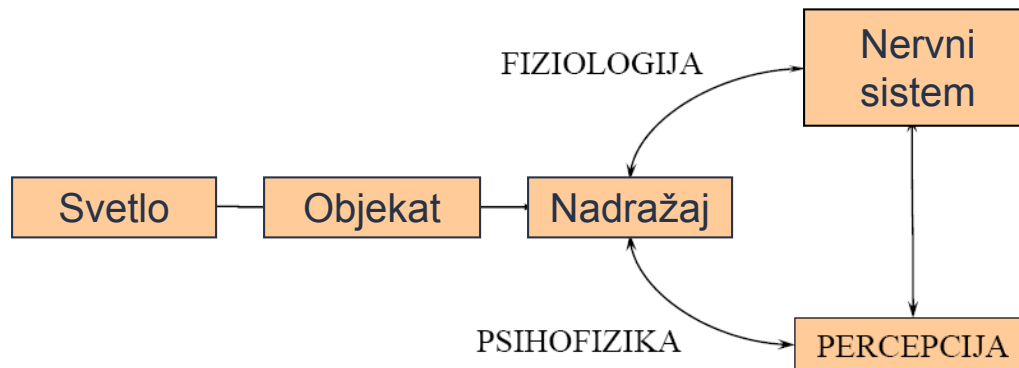 Nervni
sistem
FIZIOLOGIJA
Svetlo
Objekat
Nadražaj
PSIHOFIZIKA
PERCEPCIJA